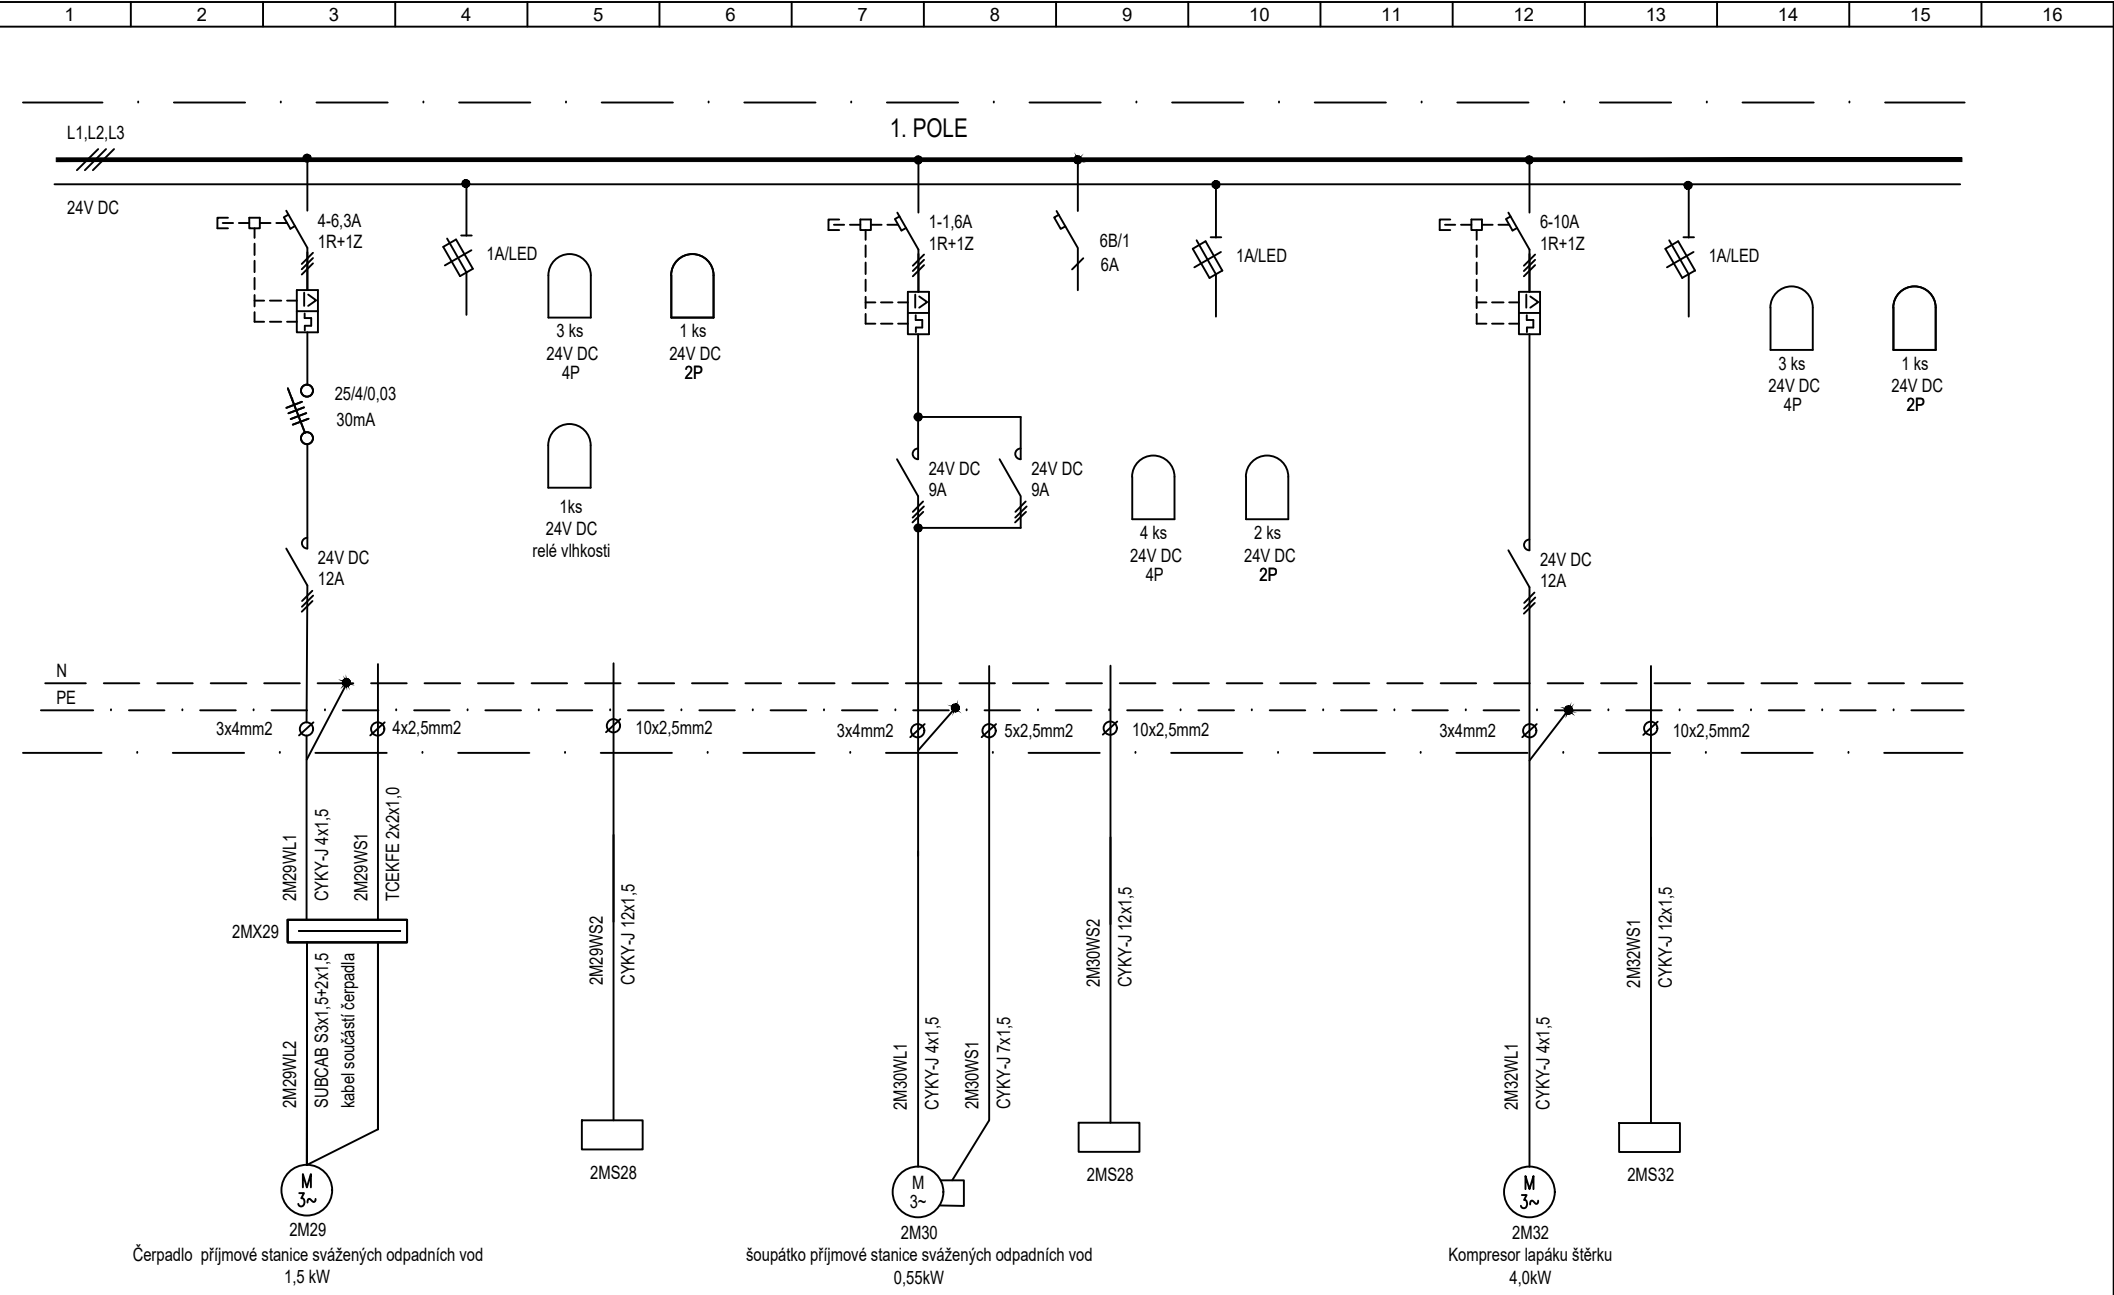 1 2 3 4 5 6 7 8 9 10 11 12 13 14 15 16
1. POLE
L1,L2,L3
24V DC
4-6,3A
1R+1Z
1A/LED
3 ks
24V DC
4P
1 ks
24V DC
2P
25/4/0,03
30mA
1ks
24V DC
relé vlhkosti
24V DC
12A
1-1,6A
1R+1Z
6B/1
6A
1A/LED
24V DC
9A
24V DC
9A
4 ks
24V DC
4P
2 ks
24V DC
2P
6-10A
1R+1Z
1A/LED
3 ks
24V DC
4P
1 ks
24V DC
2P
24V DC
12A
N
PE
3x4mm2
4x2,5mm2
10x2,5mm2
3x4mm2
5x2,5mm2
10x2,5mm2
3x4mm2
10x2,5mm2
2M29WL1
CYKY-J 4x1,5
2M29WS1
TCEKFE 2x2x1,0
2MX29
2M29WL2
SUBCAB S3x1,5+2x1,5
kabel součástí čerpadla
2M29WS2
CYKY-J 12x1,5
2M30WL1
CYKY-J 4x1,5
2M30WS1
CYKY-J 7x1,5
2M30WS2
CYKY-J 12x1,5
2M32WL1
CYKY-J 4x1,5
2M32WS1
CYKY-J 12x1,5
M
3~
2M29
Čerpadlo příjmové stanice svážených odpadních vod
1,5 kW
2MS28
M
3~
2M30
šoupátko příjmové stanice svážených odpadních vod
0,55kW
2MS28
M
3~
2M32
Kompresor lapáku štěrku
4,0kW
2MS32